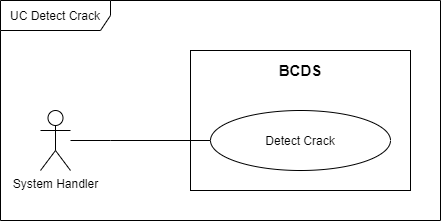 UC Detect Crack
BCDS
Detect Crack
System Handler